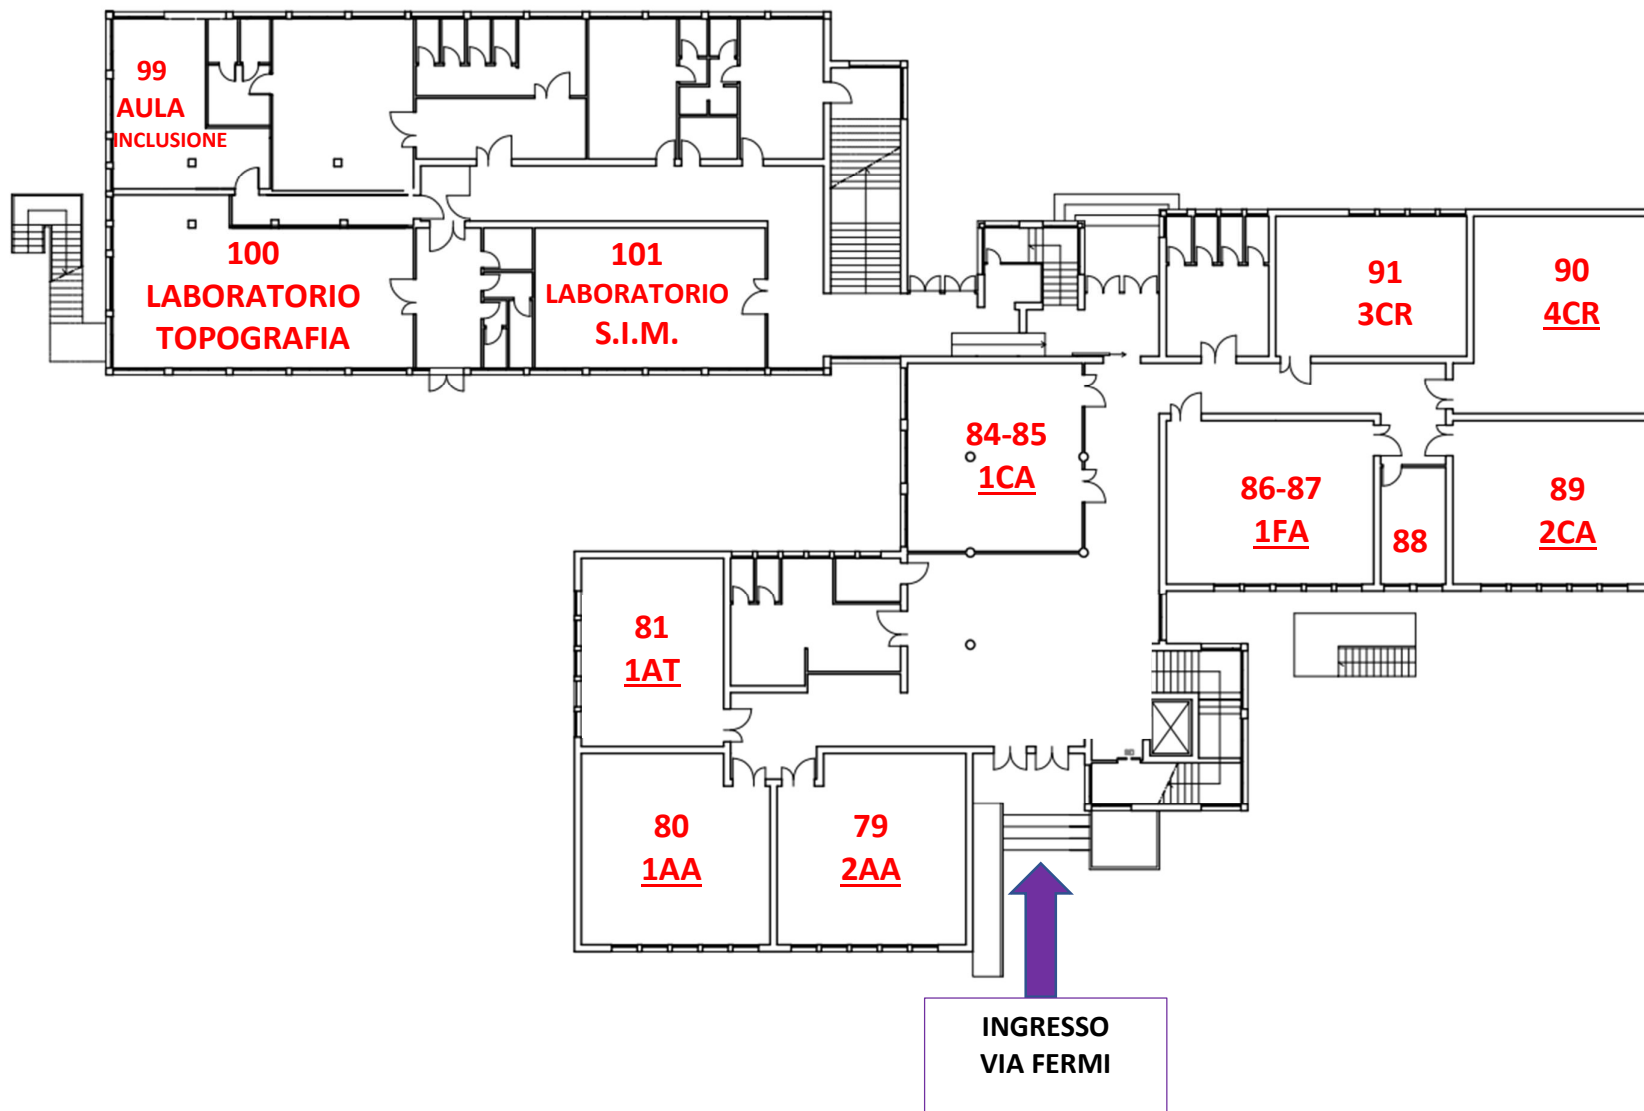 99
AULA
INCLUSIONE
100
LABORATORIO
TOPOGRAFIA
101
LABORATORIO
S.I.M.
91
3CR
90
4CR
84-85
1CA
86-87
1FA
88
89
2CA
81
1AT
80
1AA
79
2AA
INGRESSO
VIA FERMI